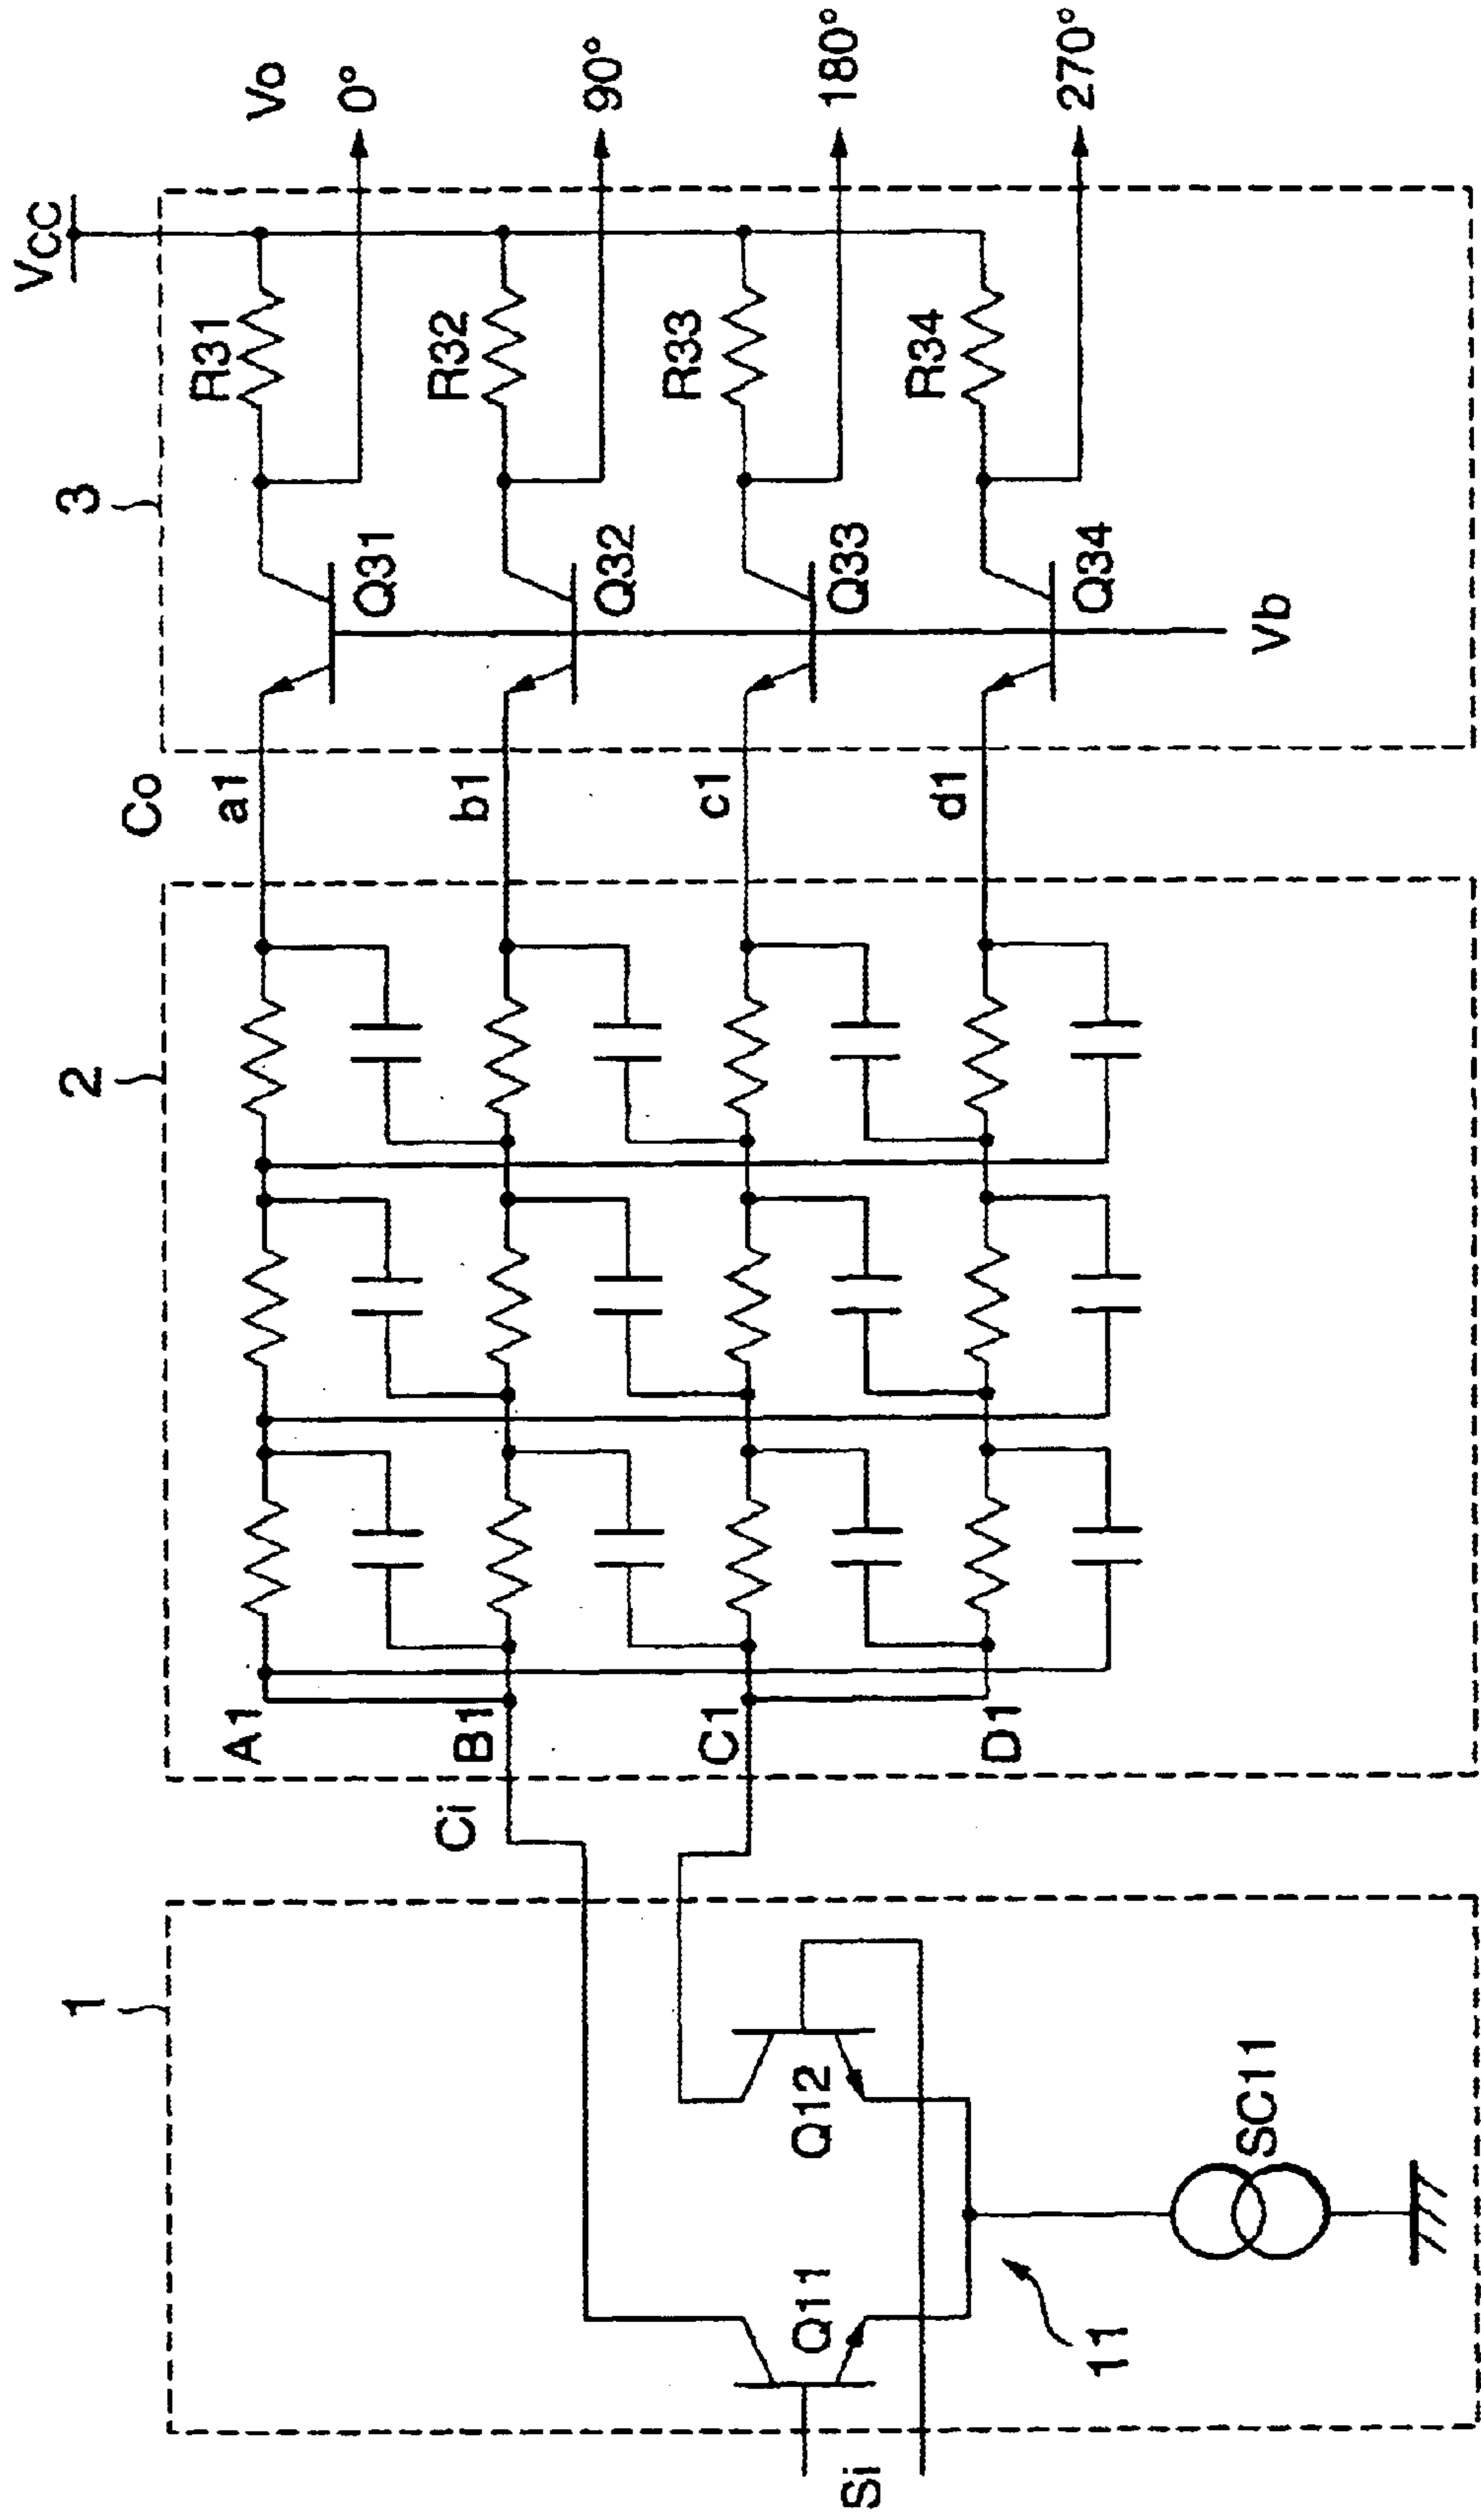 1
2
3
Vcc
Co
Vo
R31
a1
0°
A1
Q31
R32
b1
90°
Ci
B1
Q32
R33
c1
180°
C1
Q33
R34
d1
270°
D1
Q34
Vb
Q11
Q12
Si
11
SC11